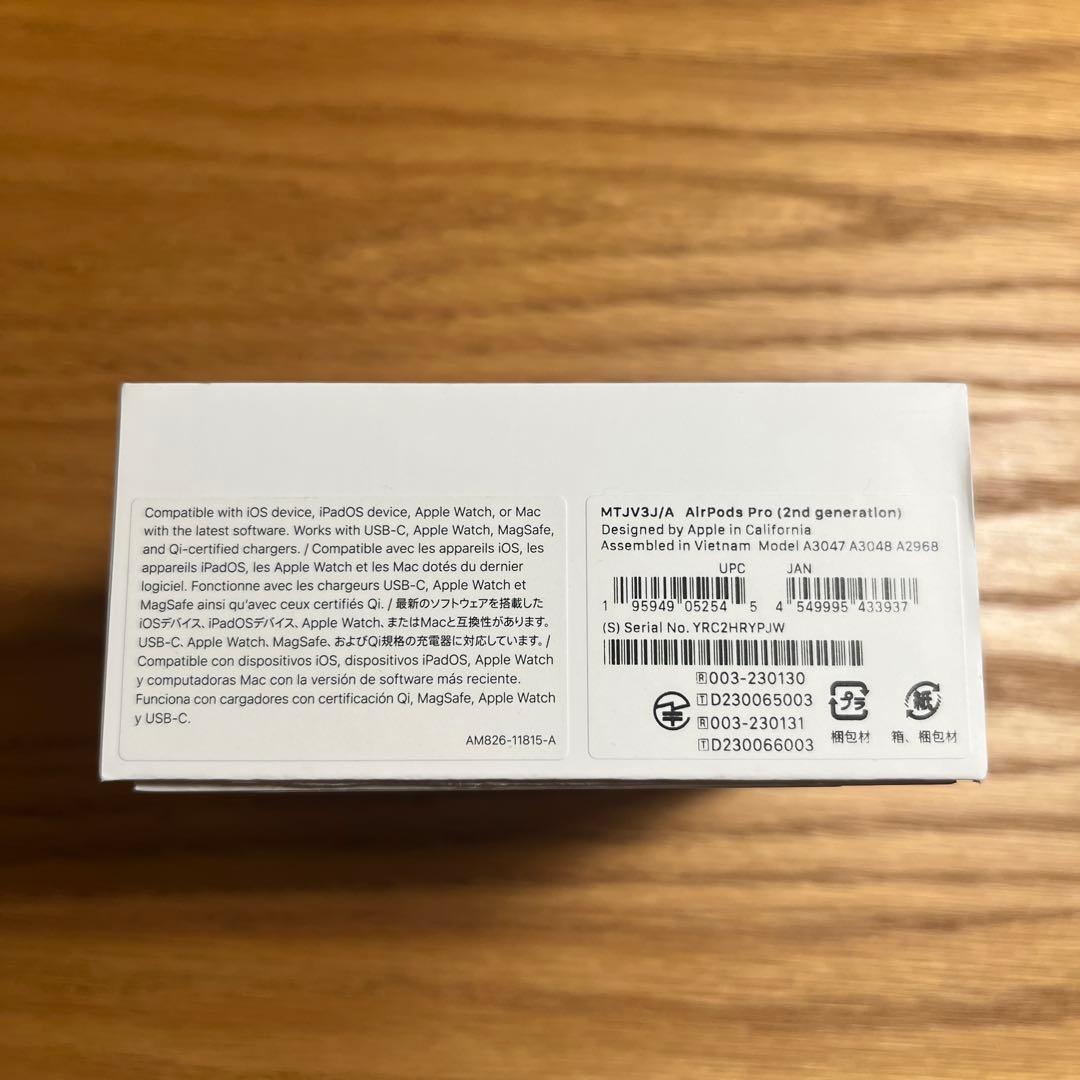 Compatible with iOS device, iPadOS device, Apple Watch, or Mac
with the latest software. Works with USB-C, Apple Watch, MagSafe,
and Qi-certified chargers. / Compatible avec les appareils iOS, les
appareils iPadOS, les Apple Watch et les Mac dotés du dernier
logiciel. Fonctionne avec les chargeurs USB-C, Apple Watch et
MagSafe ainsi qu’avec ceux certifiés Qi. / 最新のソフトウェアを搭載した
iOSデバイス、iPadOSデバイス、Apple Watch、またはMacと互換性があります。
USB-C、Apple Watch、MagSafe、およびQi規格の充電器に対応しています。 /
Compatible con dispositivos iOS, dispositivos iPadOS, Apple Watch
y computadoras Mac con la versión de software más reciente.
Funciona con cargadores con certificación Qi, MagSafe, Apple Watch
y USB-C.
AM826-11815-A
MTJV3J/A AirPods Pro (2nd generation)
Designed by Apple in California
Assembled in Vietnam Model A3047 A3048 A2968
UPC JAN
1 95949 05254 5 4 549995 433937
(S) Serial No. YRC2HRYPJW
R 003-230130
T D230065003
R 003-230131
T D230066003
プラ
梱包材
紙
箱、梱包材